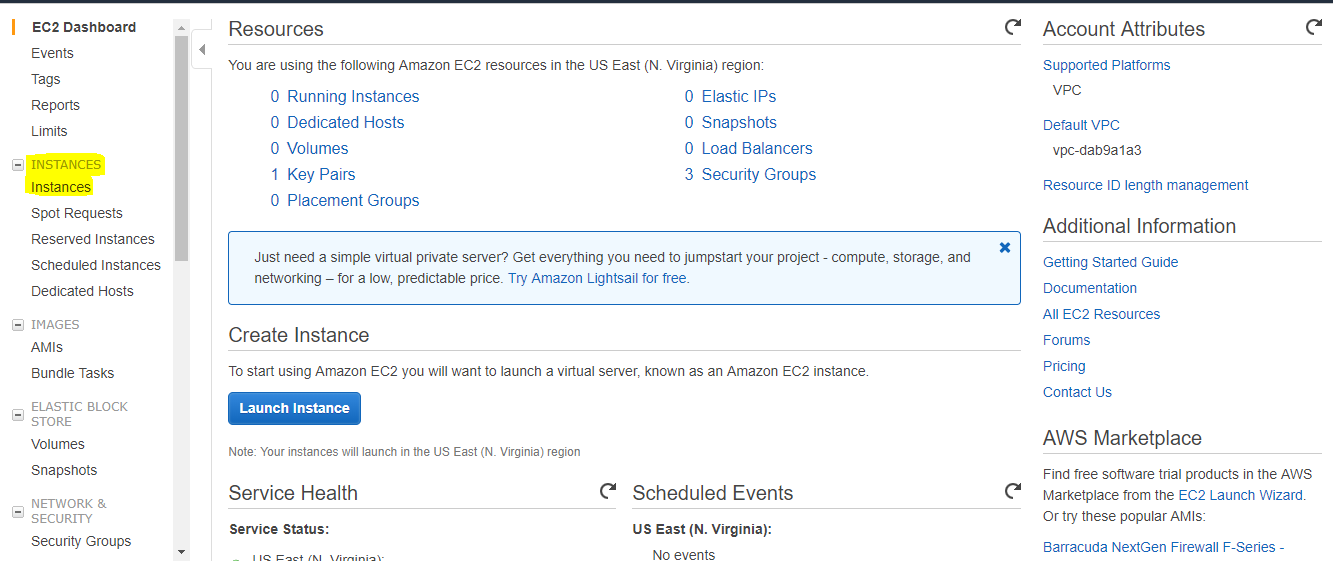 EC2 Dashboard
Events
Tags
Reports
Limits
INSTANCES
Instances
Spot Requests
Reserved Instances
Scheduled Instances
Dedicated Hosts
IMAGES
AMIs
Bundle Tasks
ELASTIC BLOCK
STORE
Volumes
Snapshots
NETWORK &
SECURITY
Security Groups
Resources
You are using the following Amazon EC2 resources in the US East (N. Virginia) region:
0 Running Instances
0 Dedicated Hosts
0 Volumes
1 Key Pairs
0 Placement Groups
0 Elastic IPs
0 Snapshots
0 Load Balancers
3 Security Groups
Just need a simple virtual private server? Get everything you need to jumpstart your project - compute, storage, and
networking – for a low, predictable price. Try Amazon Lightsail for free.
Create Instance
To start using Amazon EC2 you will want to launch a virtual server, known as an Amazon EC2 instance.
Launch Instance
Note: Your instances will launch in the US East (N. Virginia) region
Service Health
Service Status:
US East (N. Virginia):
Scheduled Events
US East (N. Virginia):
No events
Account Attributes
Supported Platforms
VPC
Default VPC
vpc-dab9a1a3
Resource ID length management
Additional Information
Getting Started Guide
Documentation
All EC2 Resources
Forums
Pricing
Contact Us
AWS Marketplace
Find free software trial products in the AWS
Marketplace from the EC2 Launch Wizard.
Or try these popular AMIs:
Barracuda NextGen Firewall F-Series -